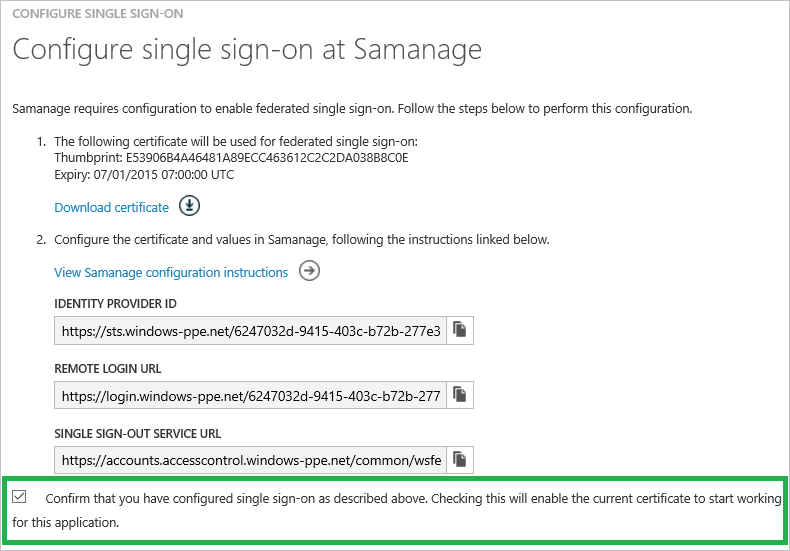 CONFIGURE SINGLE SIGN-ON
Configure single sign-on at Samanage
Samanage requires configuration to enable federated single sign-on. Follow the steps below to perform this configuration.
1. The following certificate will be used for federated single sign-on:
Thumbprint: E53906B4A46481A89ECC463612C2C2DA038B8C0E
Expiry: 07/01/2015 07:00:00 UTC
Download certificate
2. Configure the certificate and values in Samanage, following the instructions linked below.
View Samanage configuration instructions
IDENTITY PROVIDER ID
https://sts.windows-ppe.net/6247032d-9415-403c-b72b-277e3
REMOTE LOGIN URL
https://login.windows-ppe.net/6247032d-9415-403c-b72b-277
SINGLE SIGN-OUT SERVICE URL
https://accounts.accesscontrol.windows-ppe.net/common/wsfe
Confirm that you have configured single sign-on as described above. Checking this will enable the current certificate to start working
for this application.